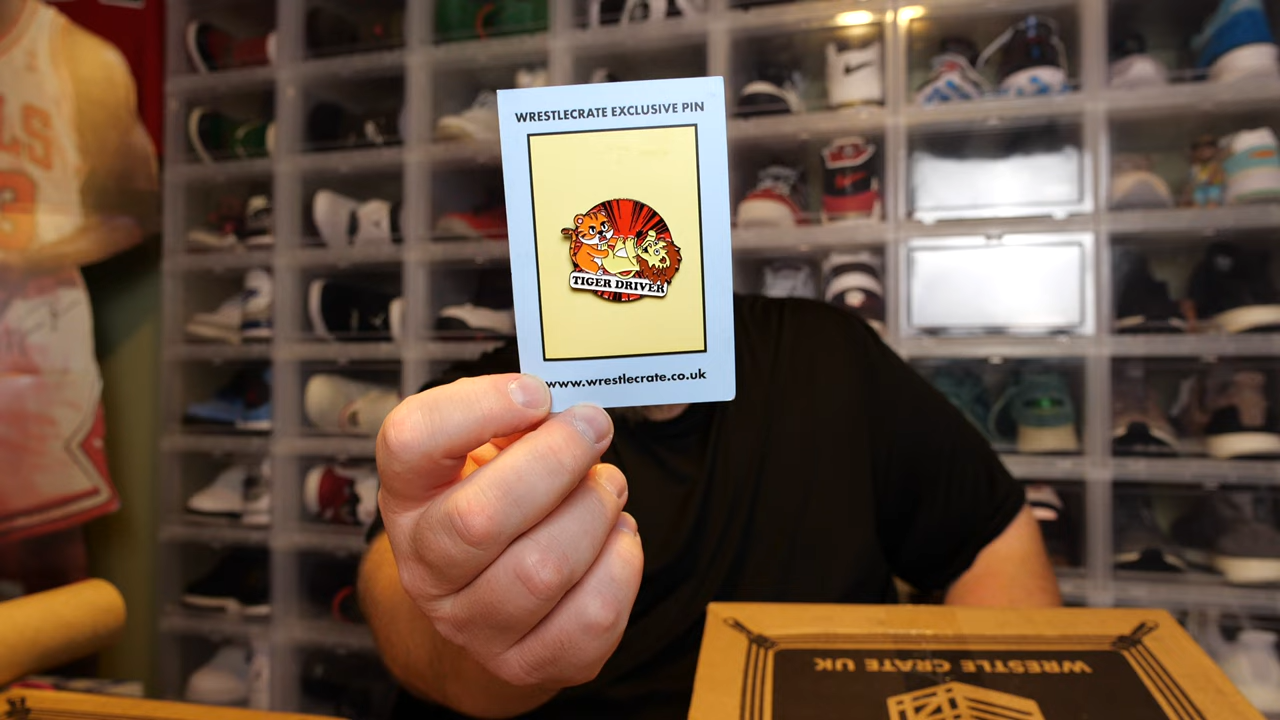 WRESTLECRATE EXCLUSIVE PIN
TIGER DRIVER
www.wrestlecrate.co.uk
WRESTLE CRATE UK